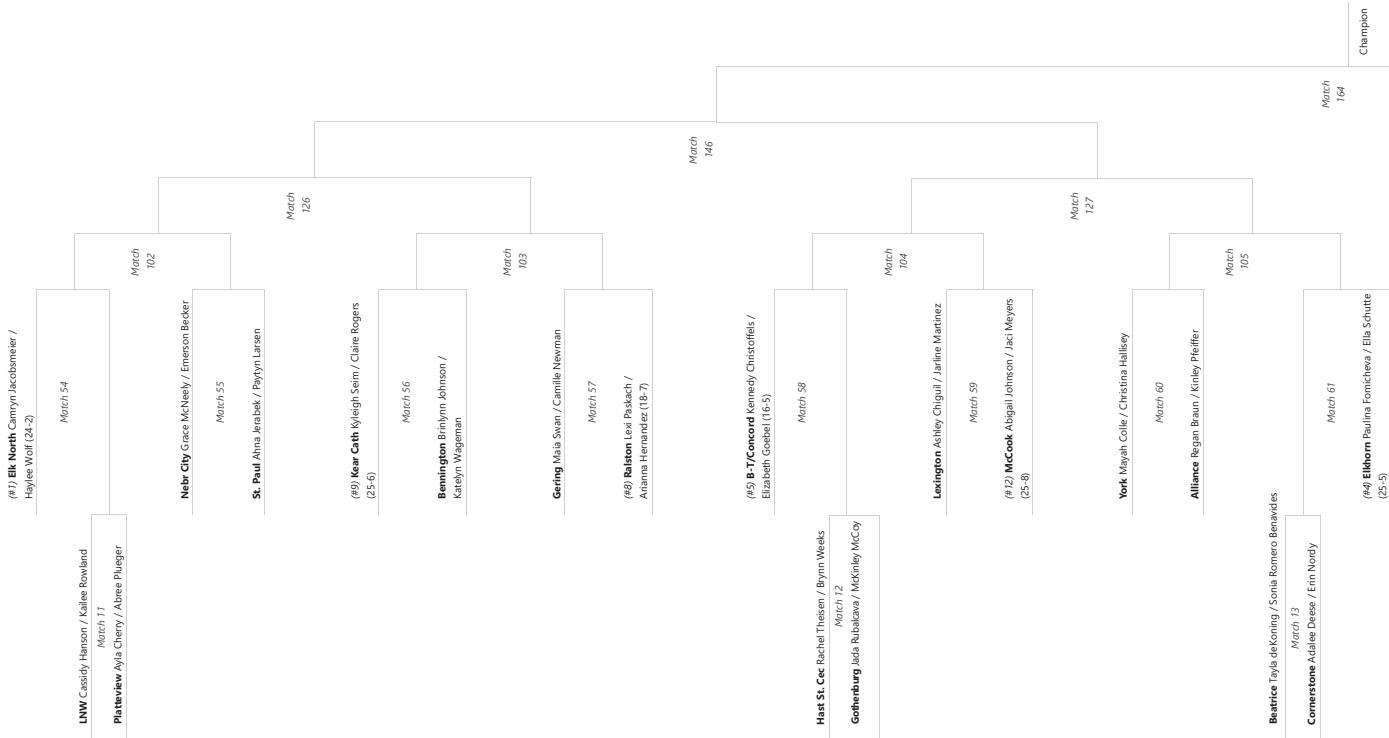 (#1) Elk North Camryn Jacobsmeier /
Haylee Wolf (24-2)
Match 54
LNW Cassidy Hanson / Kailee Rowland
Match 11
Platteview Ayla Cherry / Abree Plueger
Match
102
Nebr City Grace McNeely / Emerson Becker
Match 55
St. Paul Ahna Jerabek / Paytyn Larsen
Match
126
(#9) Kear Cath Kyleigh Seim / Claire Rogers
(25-6)
Match 56
Bennington Brinlynn Johnson /
Katelyn Wageman
Match
103
Gering Maia Swan / Camille Newman
Match 57
(#8) Ralston Lexi Paskach /
Arianna Hernandez (18-7)
Match
146
(#5) B-T/Concord Kennedy Christoffels /
Elizabeth Goebel (16-5)
Match 58
Hast St. Cec Rachel Theisen / Brynn Weeks
Match 12
Gothenburg Jada Rubalcava / McKinley McCoy
Match
104
Lexington Ashley Chiguil / Jarline Martinez
Match 59
(#12) McCook Abigail Johnson / Jaci Meyers
(25-8)
Match
127
York Mayah Colle / Christina Hallisey
Match 60
Alliance Regan Braun / Kinley Pfeiffer
Match
105
Beatrice Tayla deKoning / Sonia Romero Benavides
Match 13
Cornerstone Adalee Deese / Erin Nordy
Match 61
(#4) Elkhorn Paulina Fomicheva / Ella Schutte
(25-5)
Match
164
Champion